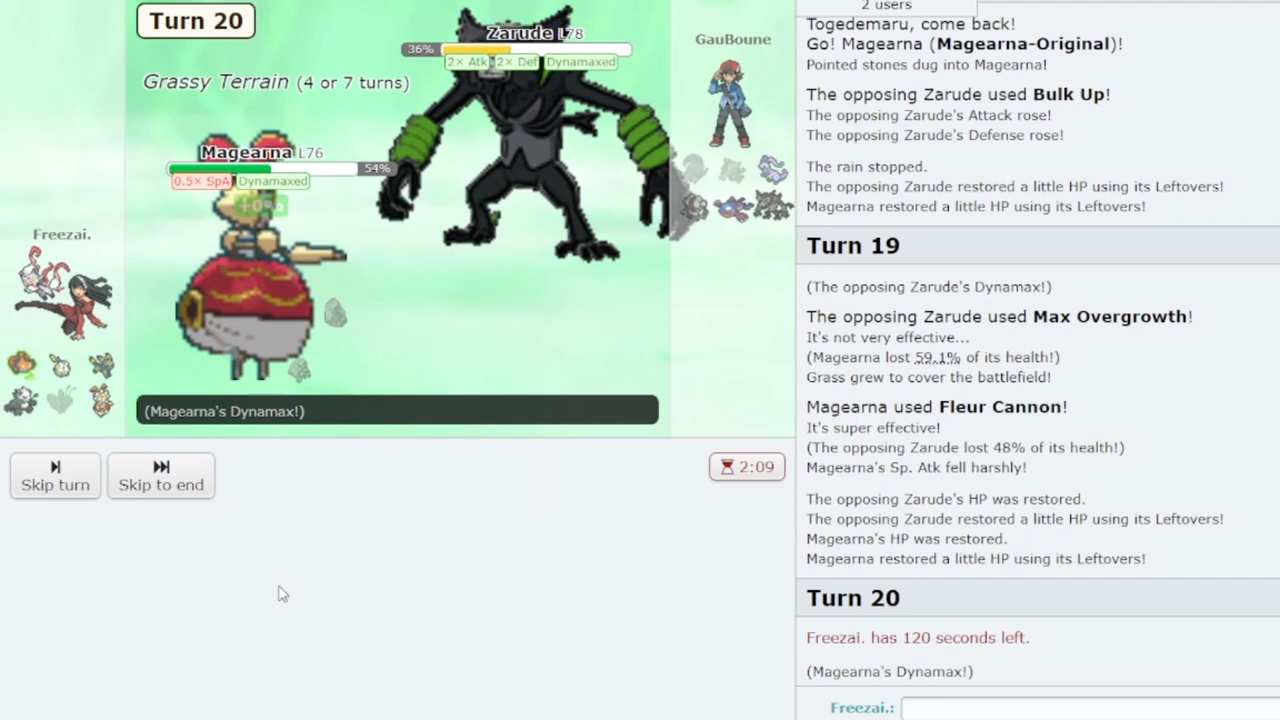 Turn 20
Zarude L78
36%
2× Atk 2× Def Dynamaxed
Grassy Terrain (4 or 7 turns)
Magearna L76
54%
0.5× SpA Dynamaxed
+0%
Freezai.
GauBoune
(Magearna's Dynamax!)
Skip turn
Skip to end
2:09
2 users
Togedemaru, come back!
Go! Magearna (Magearna-Original)!
Pointed stones dug into Magearna!
The opposing Zarude used Bulk Up!
The opposing Zarude's Attack rose!
The opposing Zarude's Defense rose!
The rain stopped.
The opposing Zarude restored a little HP using its Leftovers!
Magearna restored a little HP using its Leftovers!
Turn 19
(The opposing Zarude's Dynamax!)
The opposing Zarude used Max Overgrowth!
It's not very effective...
(Magearna lost 59.1% of its health!)
Grass grew to cover the battlefield!
Magearna used Fleur Cannon!
It's super effective!
(The opposing Zarude lost 48% of its health!)
Magearna's Sp. Atk fell harshly!
The opposing Zarude's HP was restored.
The opposing Zarude restored a little HP using its Leftovers!
Magearna's HP was restored.
Magearna restored a little HP using its Leftovers!
Turn 20
Freezai. has 120 seconds left.
(Magearna's Dynamax!)
Freezai.: